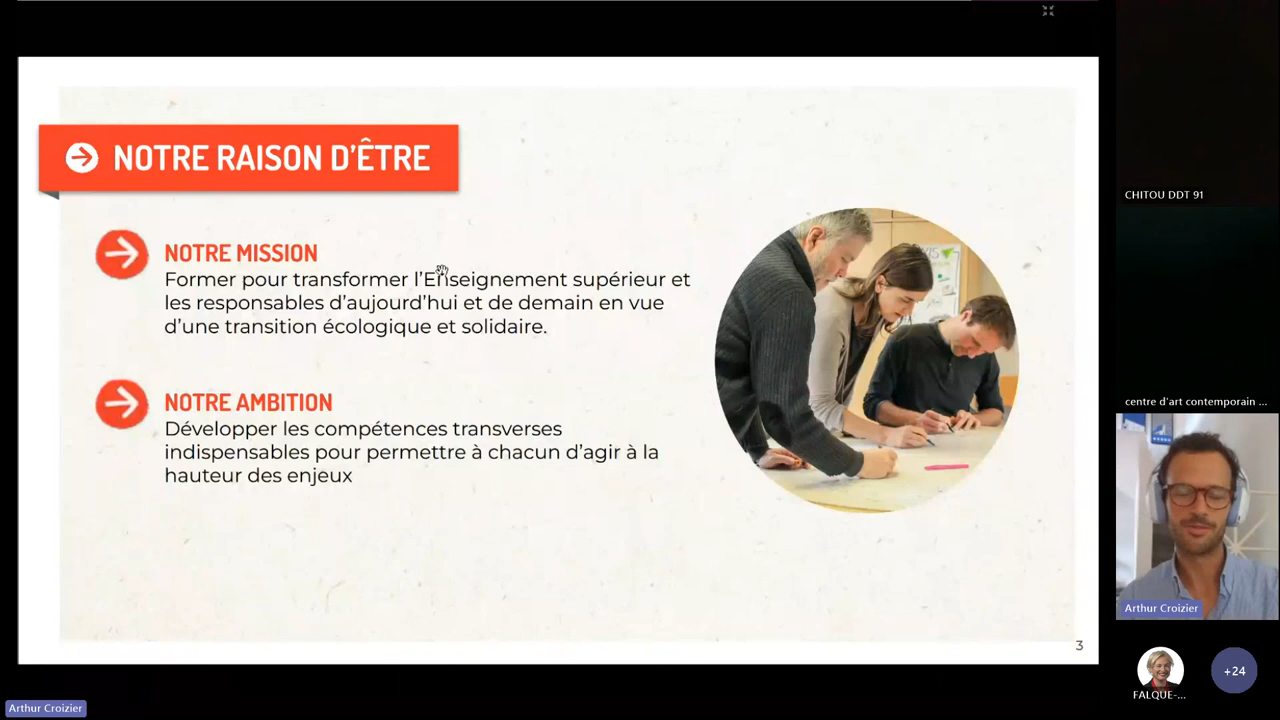 NOTRE RAISON D'ÊTRE
NOTRE MISSION
Former pour transformer l'Enseignement supérieur et
les responsables d'aujourd'hui et de demain en vue
d'une transition écologique et solidaire.
NOTRE AMBITION
Développer les compétences transverses
indispensables pour permettre à chacun d'agir à la
hauteur des enjeux
3
CHITOU DDT 91
centre d'art contemporain ...
Arthur Croizier
FALQUE-...
+24
Arthur Croizier